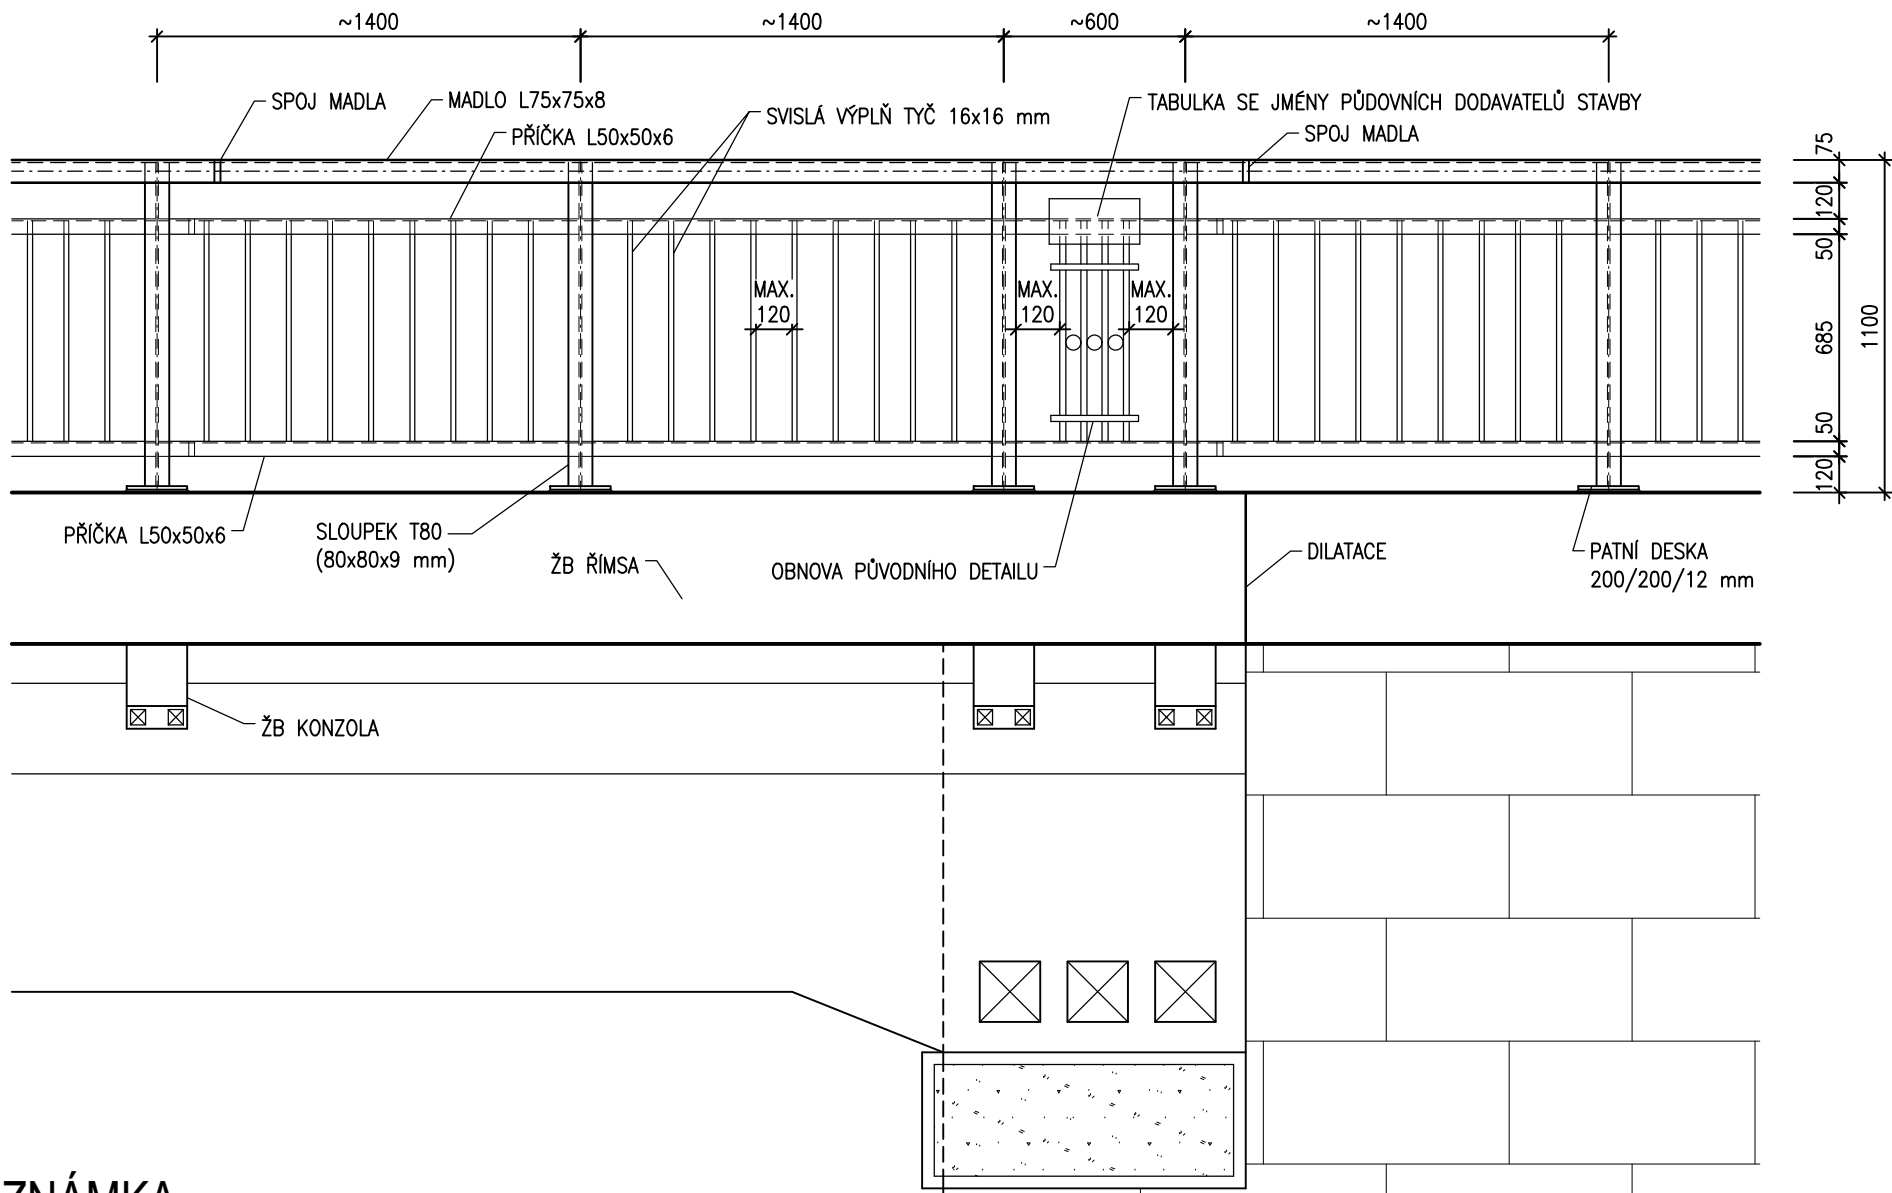 ~1400
~1400
~600
~1400
SPOJ MADLA
MADLO L75x75x8
PŘÍČKA L50x50x6
SVISLÁ VÝPLŇ TYČ 16x16 mm
TABULKA SE JMÉNY PŮDOVNÍCH DODAVATELŮ STAVBY
SPOJ MADLA
75
120
50
685
50
120
1100
MAX.
120
MAX.
120
MAX.
120
PŘÍČKA L50x50x6
SLOUPEK T80
(80x80x9 mm)
ŽB ŘÍMSA
OBNOVA PŮVODNÍHO DETAILU
DILATACE
PATNÍ DESKA
200/200/12 mm
ŽB KONZOLA
ZNÁMKA